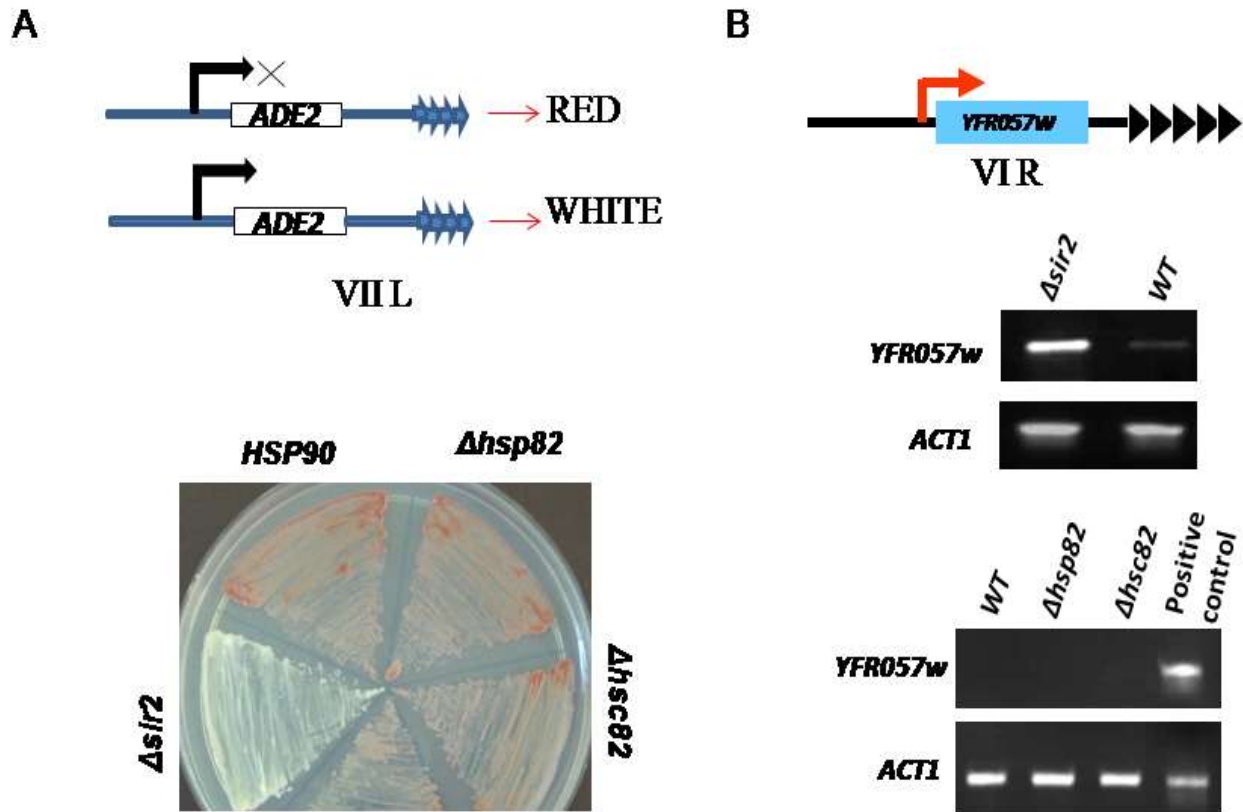 A
ADE2
RED
ADE2
WHITE
VII L
HSP90
Δhsp82
Δsir2
Δhsc82
B
YFR057w
VI R
Δsir2
WT
YFR057w
ACT1
WT
Δhsp82
Δhsc82
Positive
control
YFR057w
ACT1